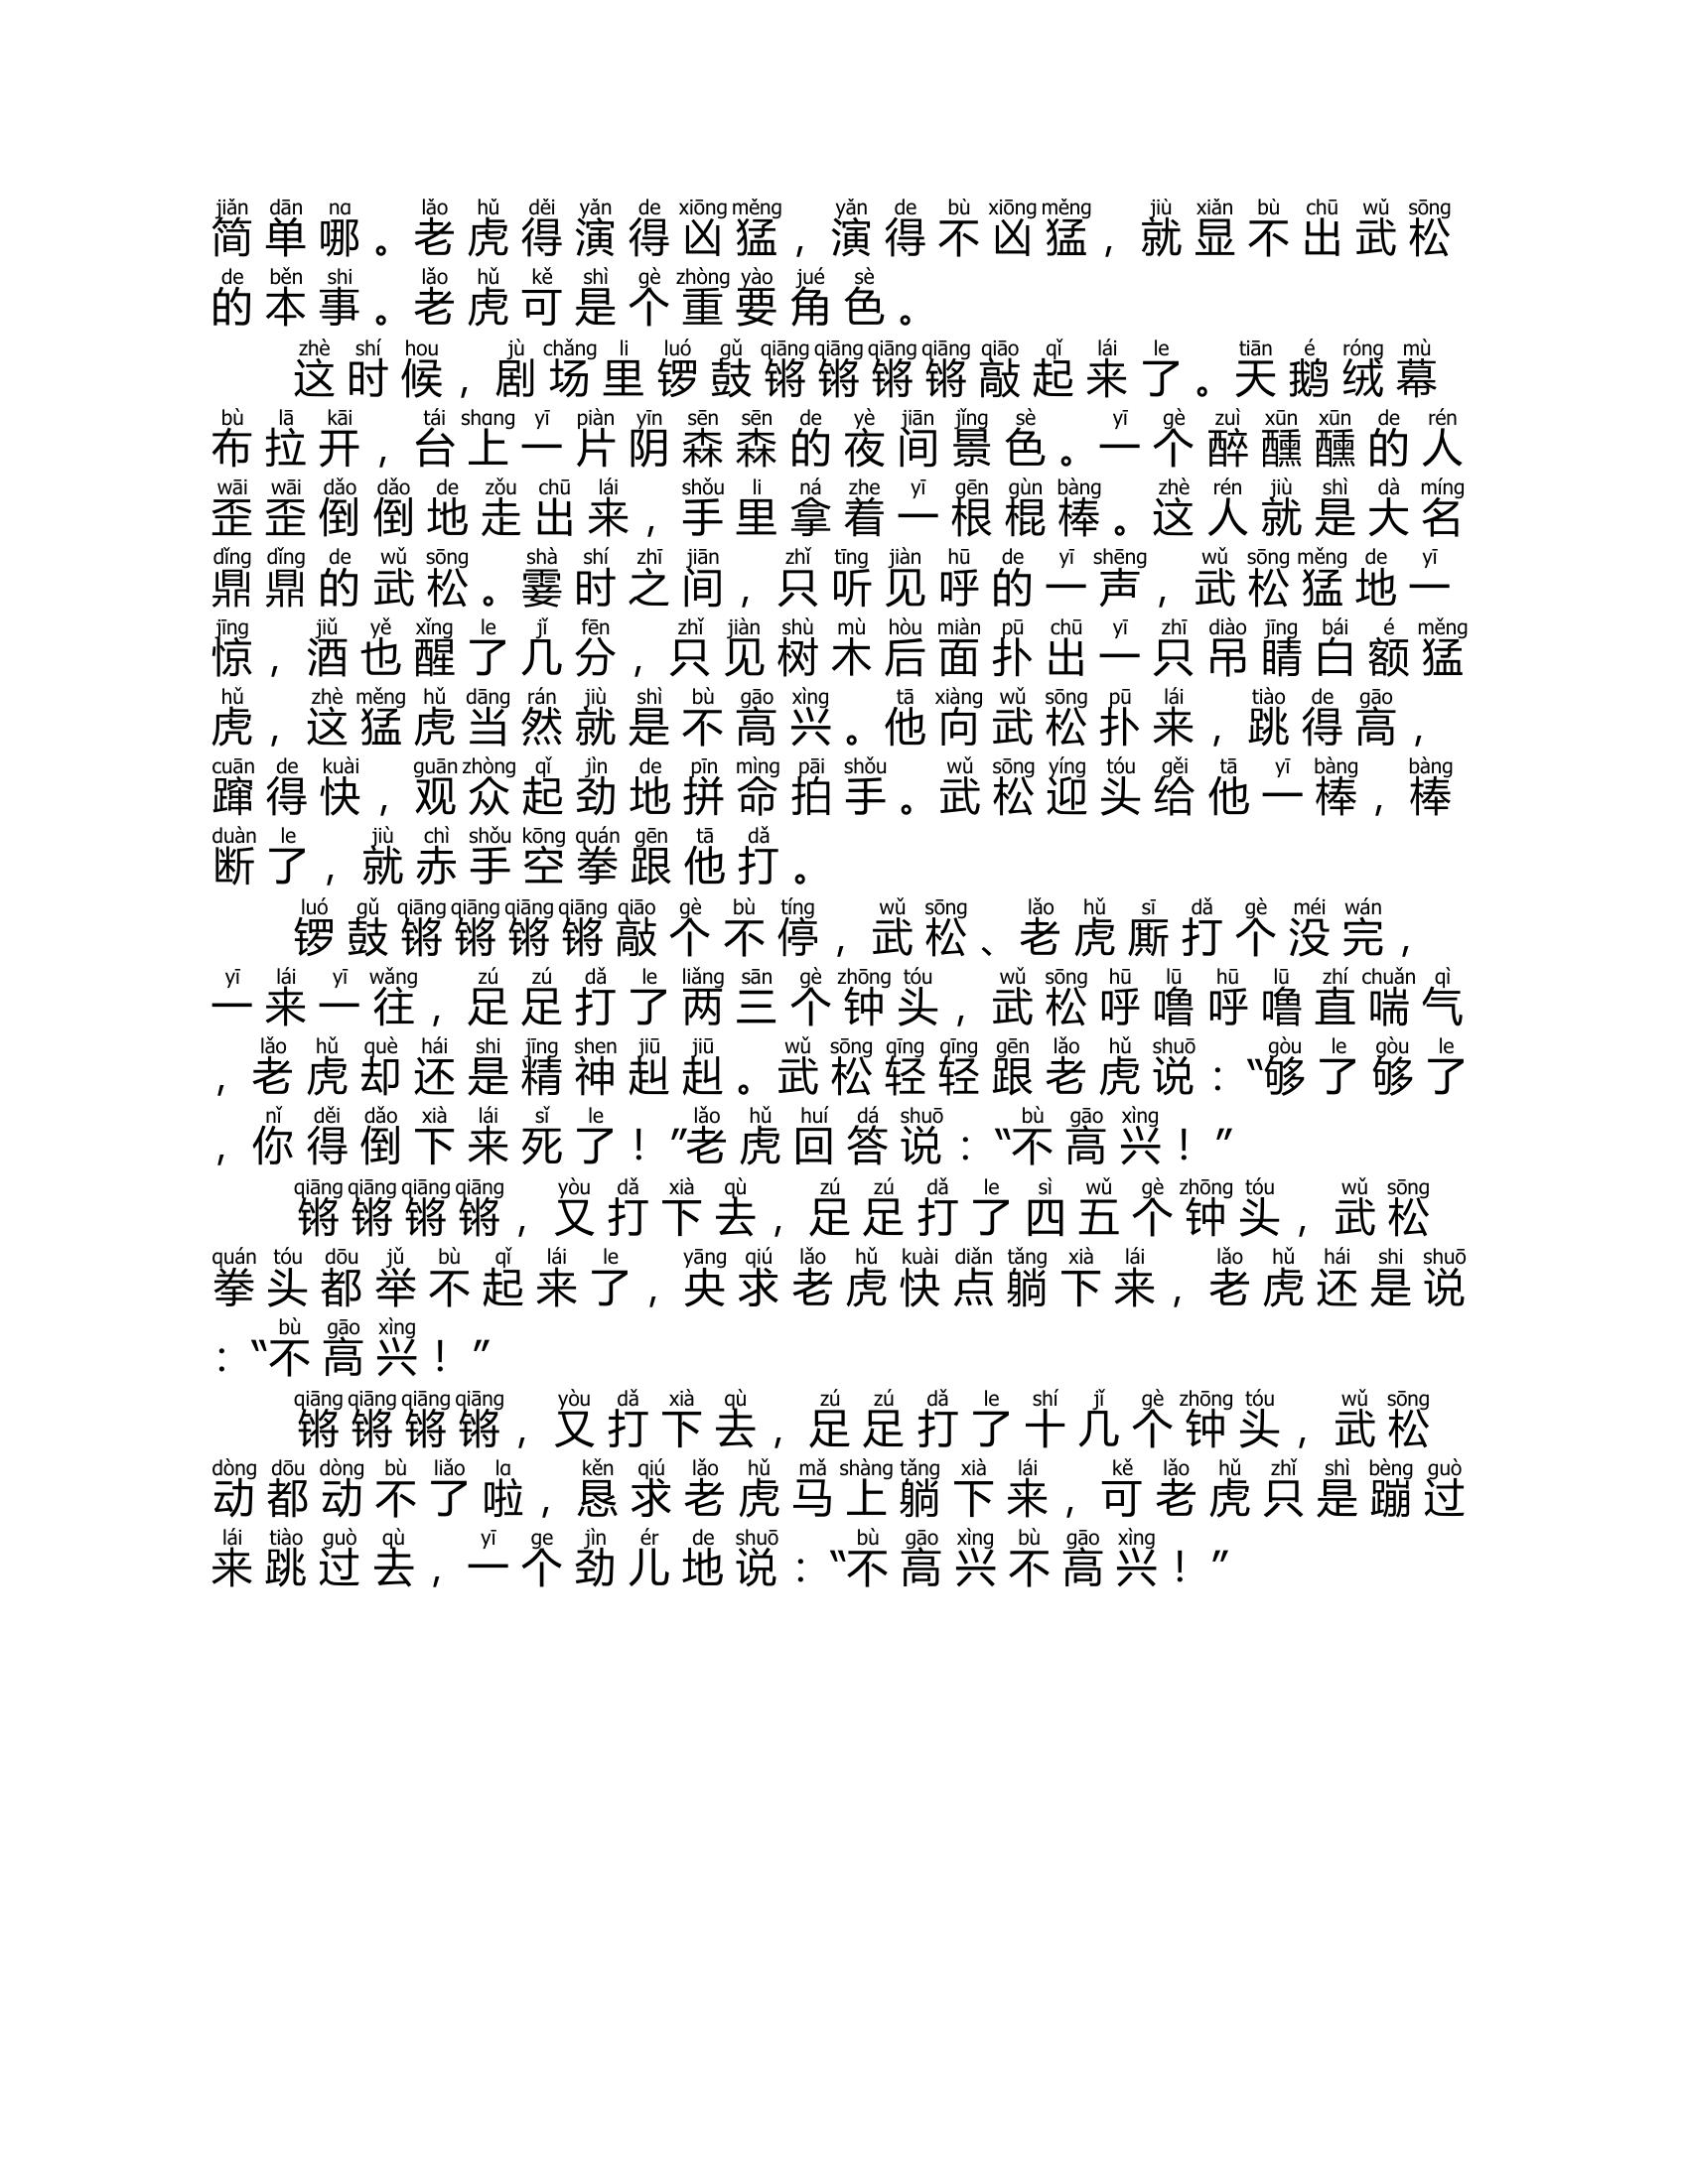 jiǎn dān nɑ lǎo hǔ děi yǎn de xiōng měng yǎn de bù xiōng měng jiù xiǎn bù chū wǔ sōng
简单哪。老虎得演得凶猛，演得不凶猛，就显不出武松
de běn shi lǎo hǔ kě shì gè zhòng yào jué sè
的本事。老虎可是个重要角色。
zhè shí hou jù chǎng li luó gǔ qiāng qiāng qiāng qiāng qiāo qǐ lái le tiān é róng mù
这时候，剧场里锣鼓锵锵锵锵敲起来了。天鹅绒幕
bù lā kāi tái shɑng yī piàn yīn sēn sēn de yè jiān jǐng sè yī gè zuì xūn xūn de rén
布拉开，台上一片阴森森的夜间景色。一个醉醺醺的人
wāi wāi dǎo dǎo de zǒu chū lái shǒu li ná zhe yī gēn gùn bàng zhè rén jiù shì dà míng
歪歪倒倒地走出来，手里拿着一根棍棒。这人就是大名
dǐng dǐng de wǔ sōng shà shí zhī jiān zhǐ tīng jiàn hū de yī shēng wǔ sōng měng de yī
鼎鼎的武松。霎时之间，只听见呼的一声，武松猛地一
jīng jiǔ yě xǐng le jǐ fēn zhǐ jiàn shù mù hòu miàn pū chū yī zhī diào jīng bái é měng
惊，酒也醒了几分，只见树木后面扑出一只吊睛白额猛
hǔ zhè měng hǔ dāng rán jiù shì bù gāo xìng tā xiàng wǔ sōng pū lái tiào de gāo
虎，这猛虎当然就是不高兴。他向武松扑来，跳得高，
cuān de kuài guān zhòng qǐ jìn de pīn mìng pāi shǒu wǔ sōng yíng tóu gěi tā yī bàng bàng
蹿得快，观众起劲地拼命拍手。武松迎头给他一棒，棒
duàn le jiù chì shǒu kōng quán gēn tā dǎ
断了，就赤手空拳跟他打。
luó gǔ qiāng qiāng qiāng qiāng qiāo gè bù tíng wǔ sōng lǎo hǔ sī dǎ gè méi wán
锣鼓锵锵锵锵敲个不停，武松、老虎厮打个没完，
yī lái yī wǎng zú zú dǎ le liǎng sān gè zhōng tóu wǔ sōng hū lū hū lū zhí chuǎn qì
一来一往，足足打了两三个钟头，武松呼噜呼噜直喘气
lǎo hǔ què hái shi jīng shen jiū jiū wǔ sōng qīng qīng gēn lǎo hǔ shuō gòu le gòu le
，老虎却还是精神赳赳。武松轻轻跟老虎说：“够了够了
nǐ děi dǎo xià lái sǐ le lǎo hǔ huí dá shuō bù gāo xìng
，你得倒下来死了！”老虎回答说：“不高兴！”
qiāng qiāng qiāng qiāng yòu dǎ xià qù zú zú dǎ le sì wǔ gè zhōng tóu wǔ sōng
锵锵锵锵，又打下去，足足打了四五个钟头，武松
quán tóu dōu jǔ bù qǐ lái le yāng qiú lǎo hǔ kuài diǎn tǎng xià lái lǎo hǔ hái shi shuō
拳头都举不起来了，央求老虎快点躺下来，老虎还是说
bù gāo xìng
：“不高兴！”
qiāng qiāng qiāng qiāng yòu dǎ xià qù zú zú dǎ le shí jǐ gè zhōng tóu wǔ sōng
锵锵锵锵，又打下去，足足打了十几个钟头，武松
dòng dōu dòng bù liǎo lɑ kěn qiú lǎo hǔ mǎ shàng tǎng xià lái kě lǎo hǔ zhǐ shì bèng guò
动都动不了啦，恳求老虎马上躺下来，可老虎只是蹦过
lái tiào guò qù yī ge jìn ér de shuō bù gāo xìng bù gāo xìng
来跳过去，一个劲儿地说：“不高兴不高兴！”